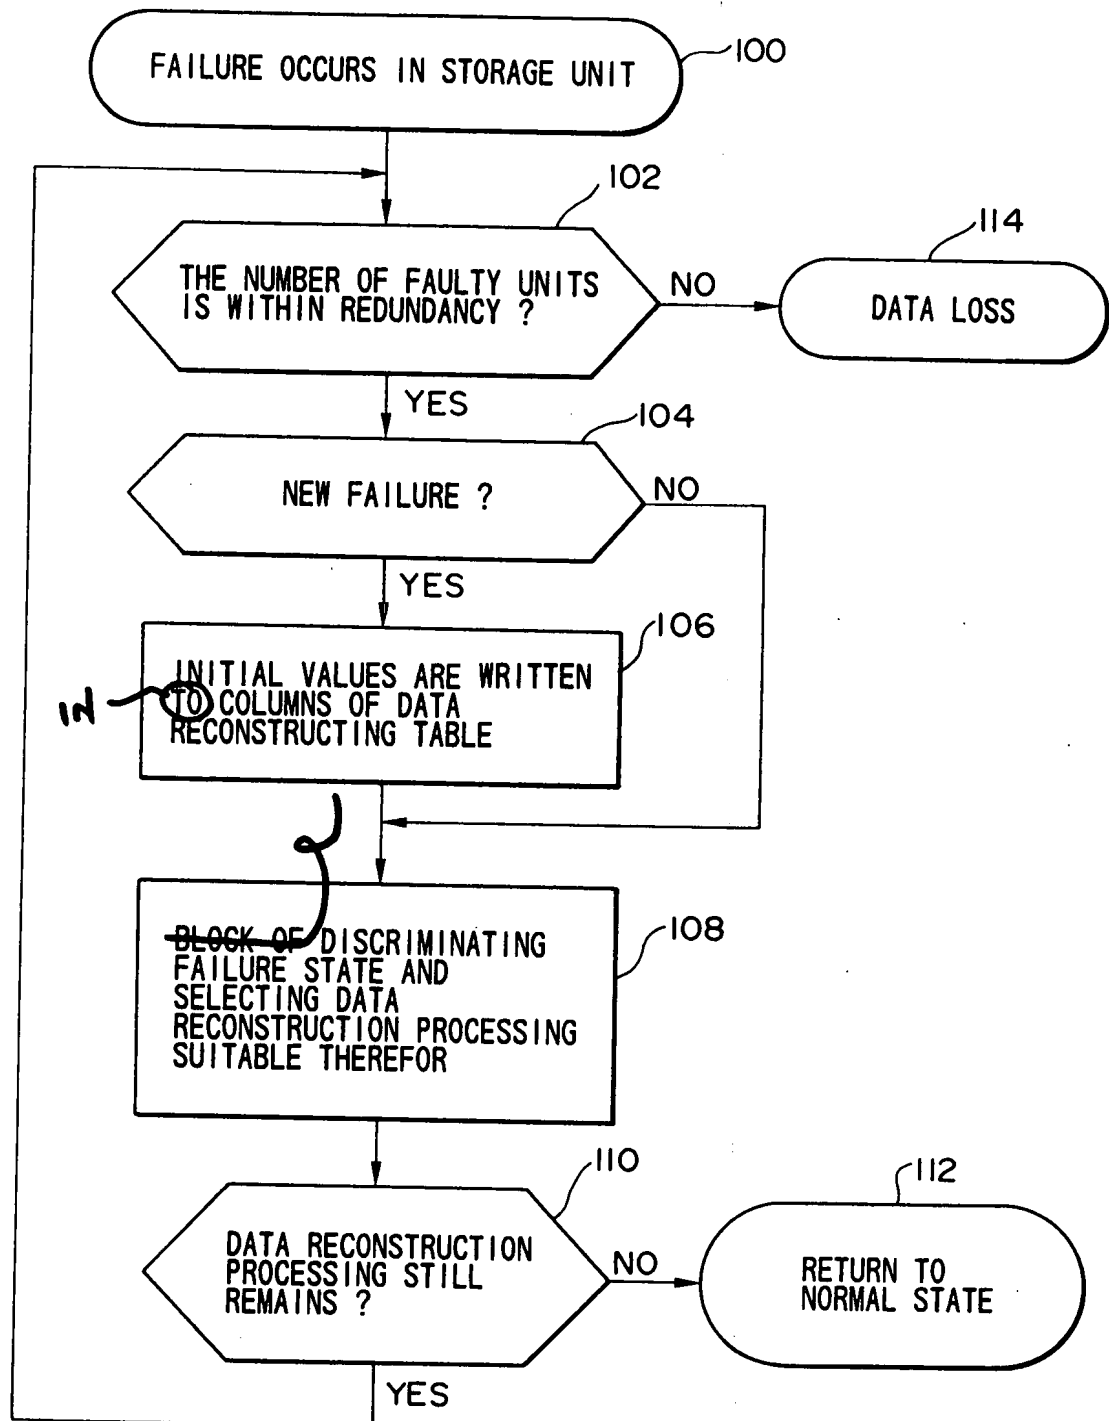 FAILURE OCCURS IN STORAGE UNIT
100
102
THE NUMBER OF FAULTY UNITS
IS WITHIN REDUNDANCY ?
NO
114
DATA LOSS
YES
104
NEW FAILURE ?
NO
YES
106
INITIAL VALUES ARE WRITTEN
TO COLUMNS OF DATA
RECONSTRUCTING TABLE
IN
108
BLOCK OF DISCRIMINATING
FAILURE STATE AND
SELECTING DATA
RECONSTRUCTION PROCESSING
SUITABLE THEREFOR
110
DATA RECONSTRUCTION
PROCESSING STILL
REMAINS ?
NO
112
RETURN TO
NORMAL STATE
YES